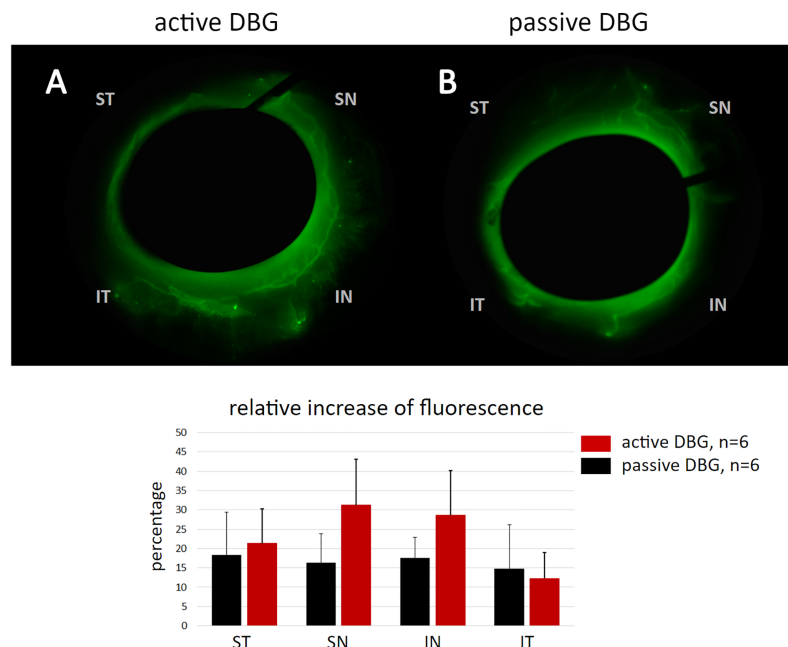 active DBG passive DBG
A B
ST SN ST SN
IT IN IT IN
relative increase of fluorescence
percentage
50
45
40
35
30
25
20
15
10
5
0
ST SN IN IT
active DBG, n=6
passive DBG, n=6